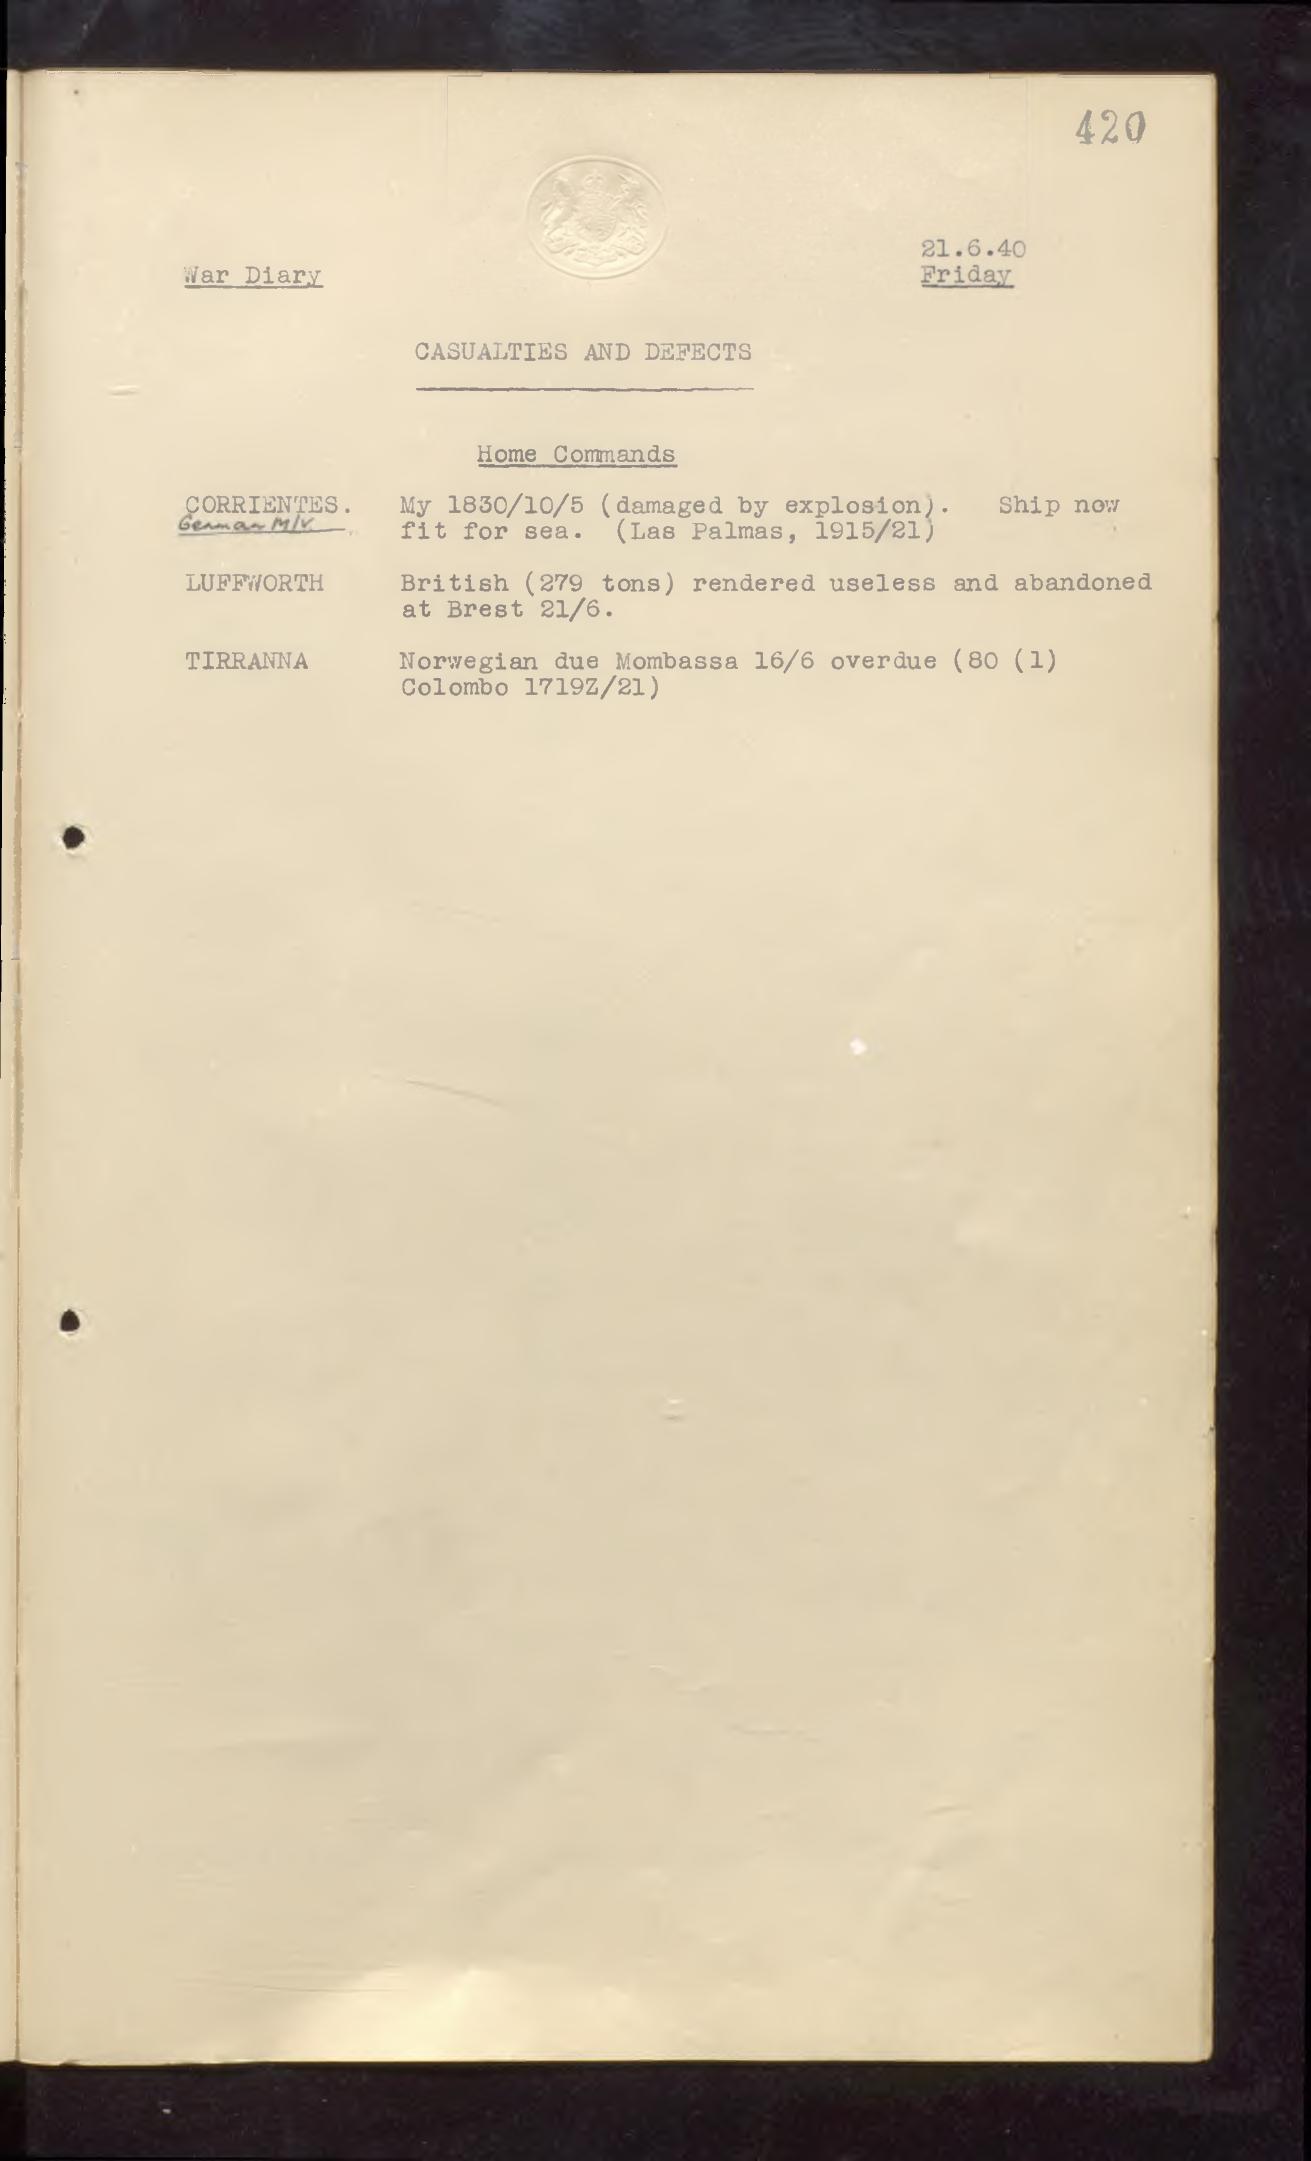 420
21.6.40
War Diary
Friday
CASUALTIES AND DEFECTS
Home Commands
CORRIENTES. My 1830/10/5 (damaged by explosion). Ship now
German M/V. fit for sea. (Las Palmas, 1915/21)
LUFFWORTH British (279 tons) rendered useless and abandoned
at Brest 21/6.
TIRRANNA Norwegian due Mombassa 16/6 overdue (80 (1)
Colombo 1719Z/21)